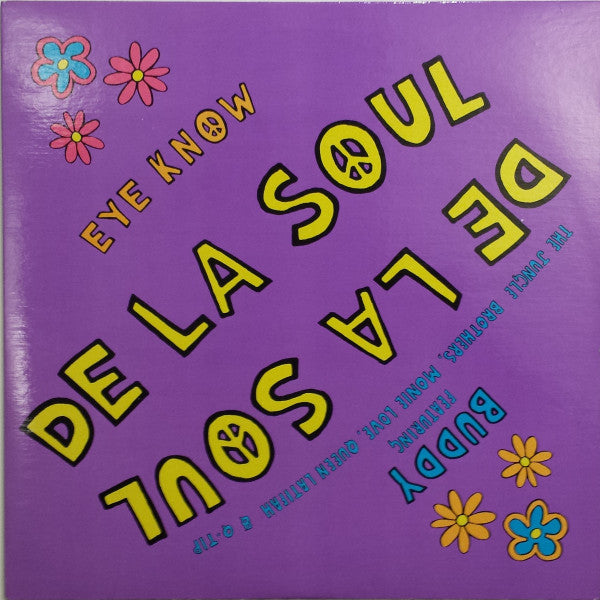 EYE KNOW
DE LA SOUL
DE LA SOUL
BUDDY
FEATURING
THE JUNGLE BROTHERS, MONIE LOVE, QUEEN LATIFAH & Q-TIP